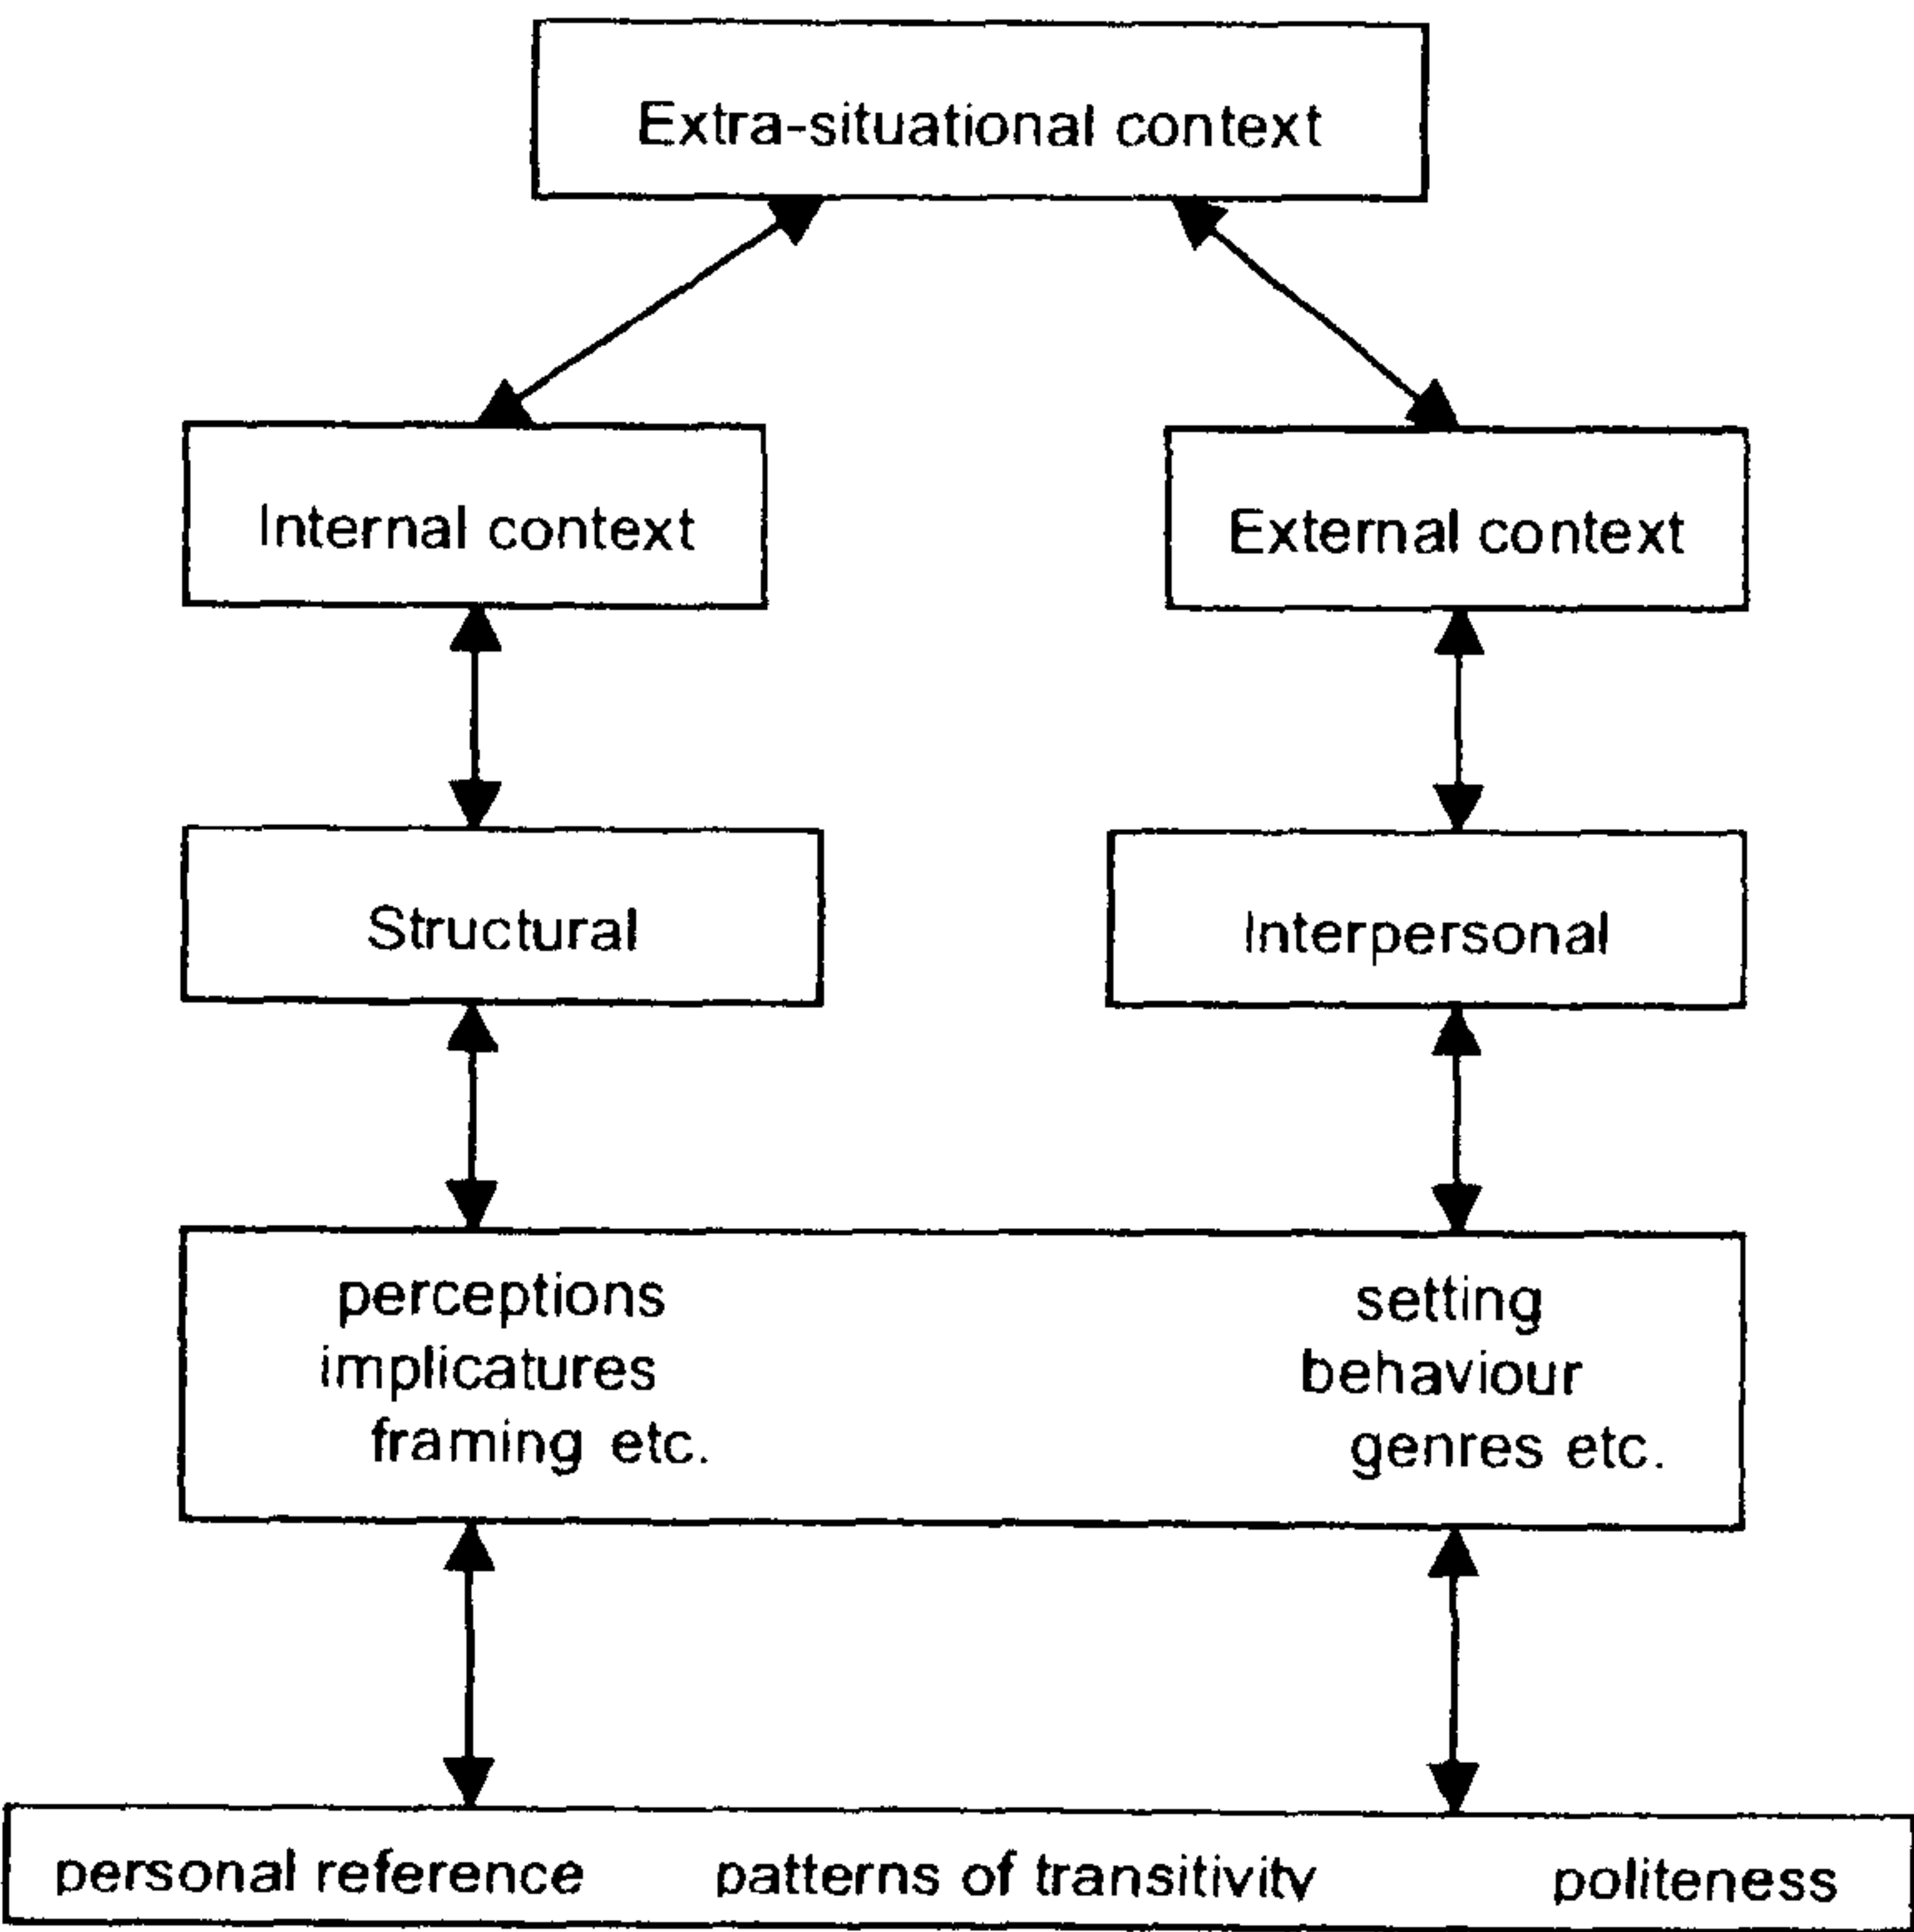 Extra-situational context
Internal context
External context
Structural
Interpersonal
perceptions
implicatures
framing etc.
setting
behaviour
genres etc.
personal reference patterns of transitivity politeness